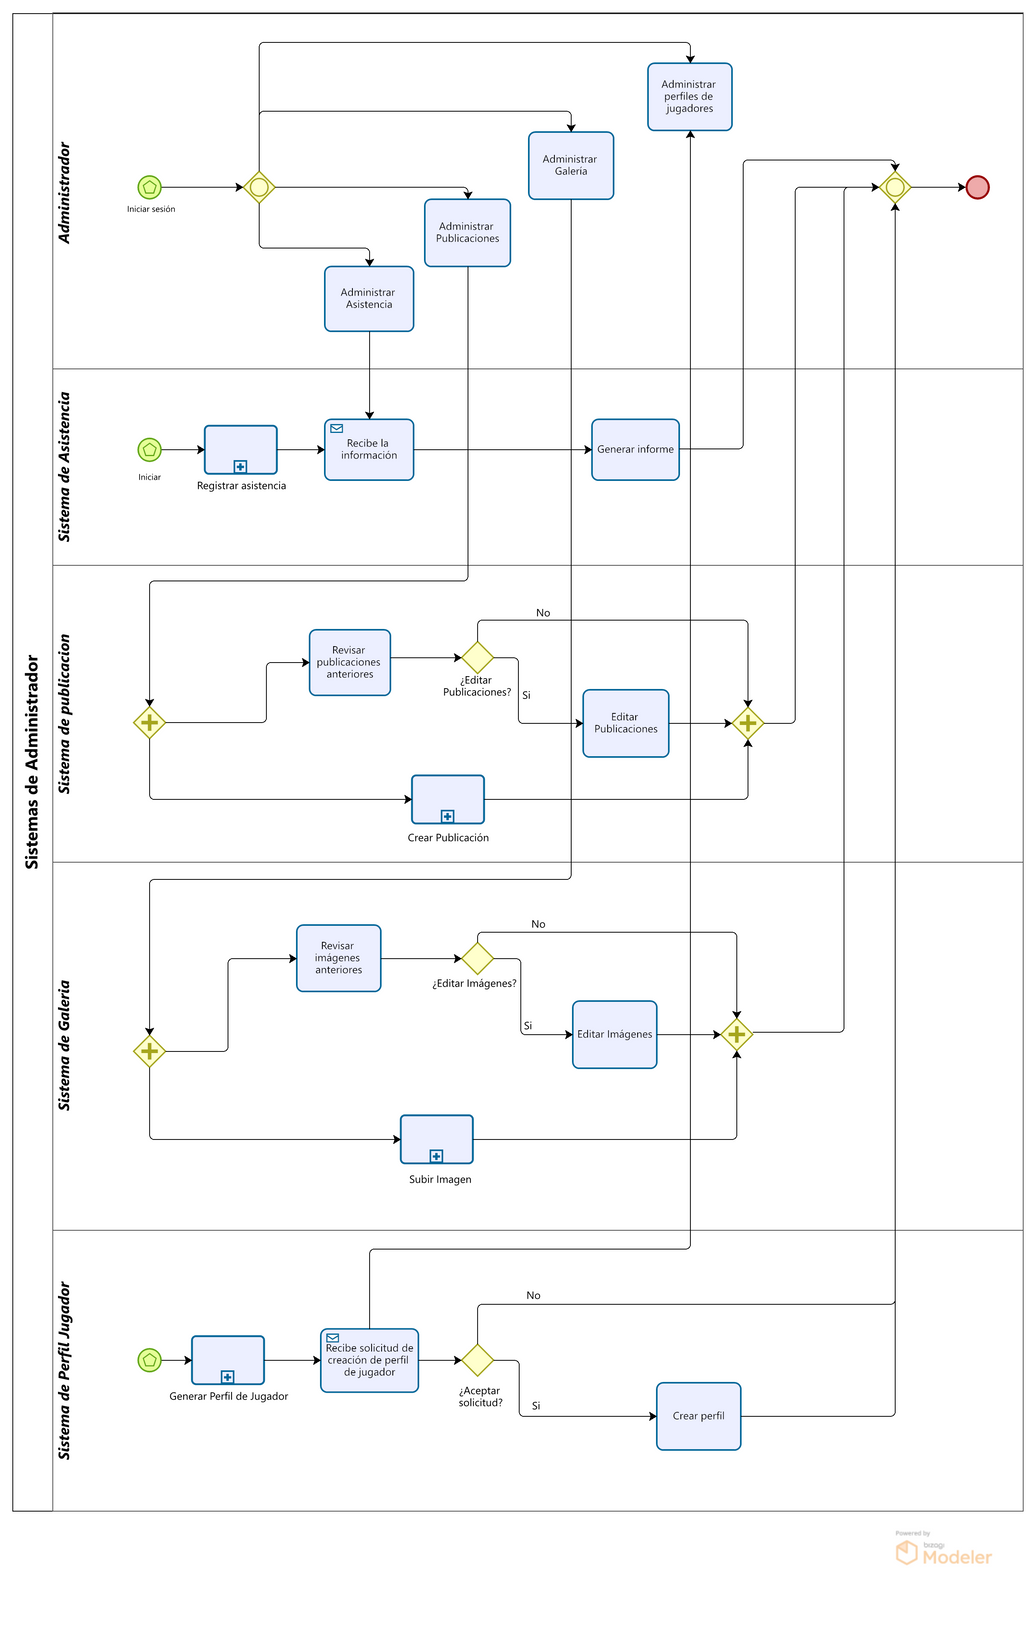 Sistemas de Administrador
Administrador
Iniciar sesión
Administrar
perfiles de
jugadores
Administrar
Galería
Administrar
Publicaciones
Administrar
Asistencia
Sistema de Asistencia
Iniciar
Registrar asistencia
Recibe la
información
Generar informe
Sistema de publicacion
Revisar
publicaciones
anteriores
¿Editar
Publicaciones?
No
Si
Editar
Publicaciones
Crear Publicación
Sistema de Galeria
Revisar
imágenes
anteriores
¿Editar Imágenes?
No
Si
Editar Imágenes
Subir Imagen
Sistema de Perfil Jugador
Generar Perfil de Jugador
Recibe solicitud de
creación de perfil
de jugador
¿Aceptar
solicitud?
No
Si
Crear perfil
Powered by
bizagi
Modeler